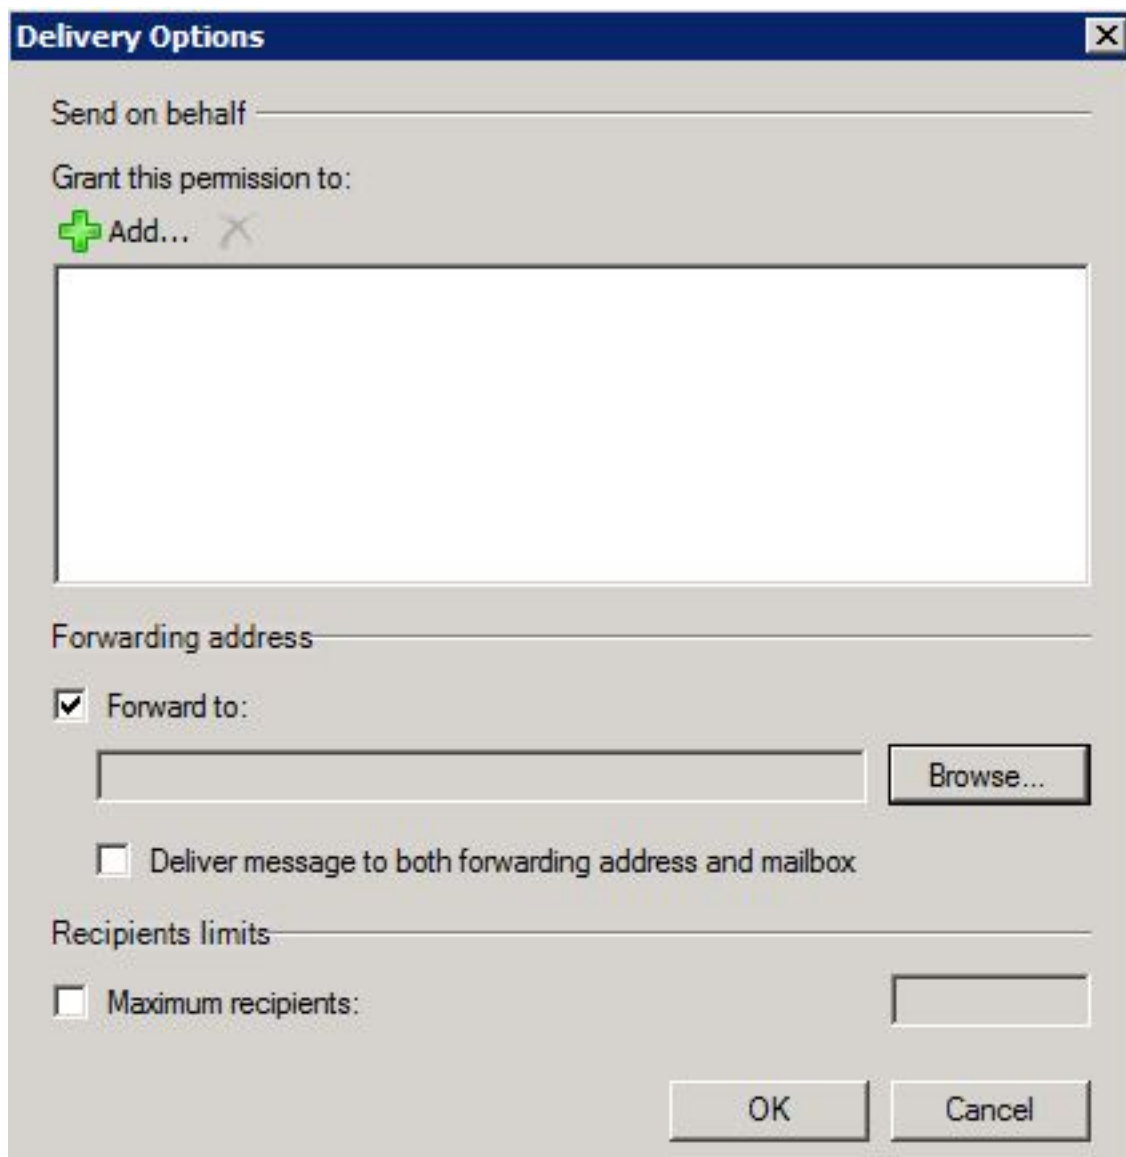 Delivery Options
Send on behalf
Grant this permission to:
Add...
Forwarding address
Forward to:
Browse...
Deliver message to both forwarding address and mailbox
Recipients limits
Maximum recipients:
OK Cancel